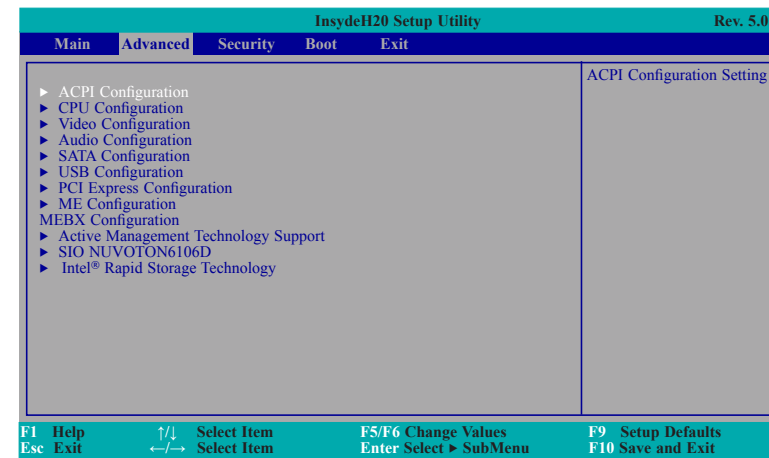 InsydeH20 Setup Utility Rev. 5.0
Main Advanced Security Boot Exit
ACPI Configuration Setting
► ACPI Configuration
► CPU Configuration
► Video Configuration
► Audio Configuration
► SATA Configuration
► USB Configuration
► PCI Express Configuration
► ME Configuration
MEBX Configuration
► Active Management Technology Support
► SIO NUVOTON6106D
► Intel® Rapid Storage Technology
F1 Help ↑/↓ Select Item F5/F6 Change Values F9 Setup Defaults
Esc Exit ←/→ Select Item Enter Select ► SubMenu F10 Save and Exit